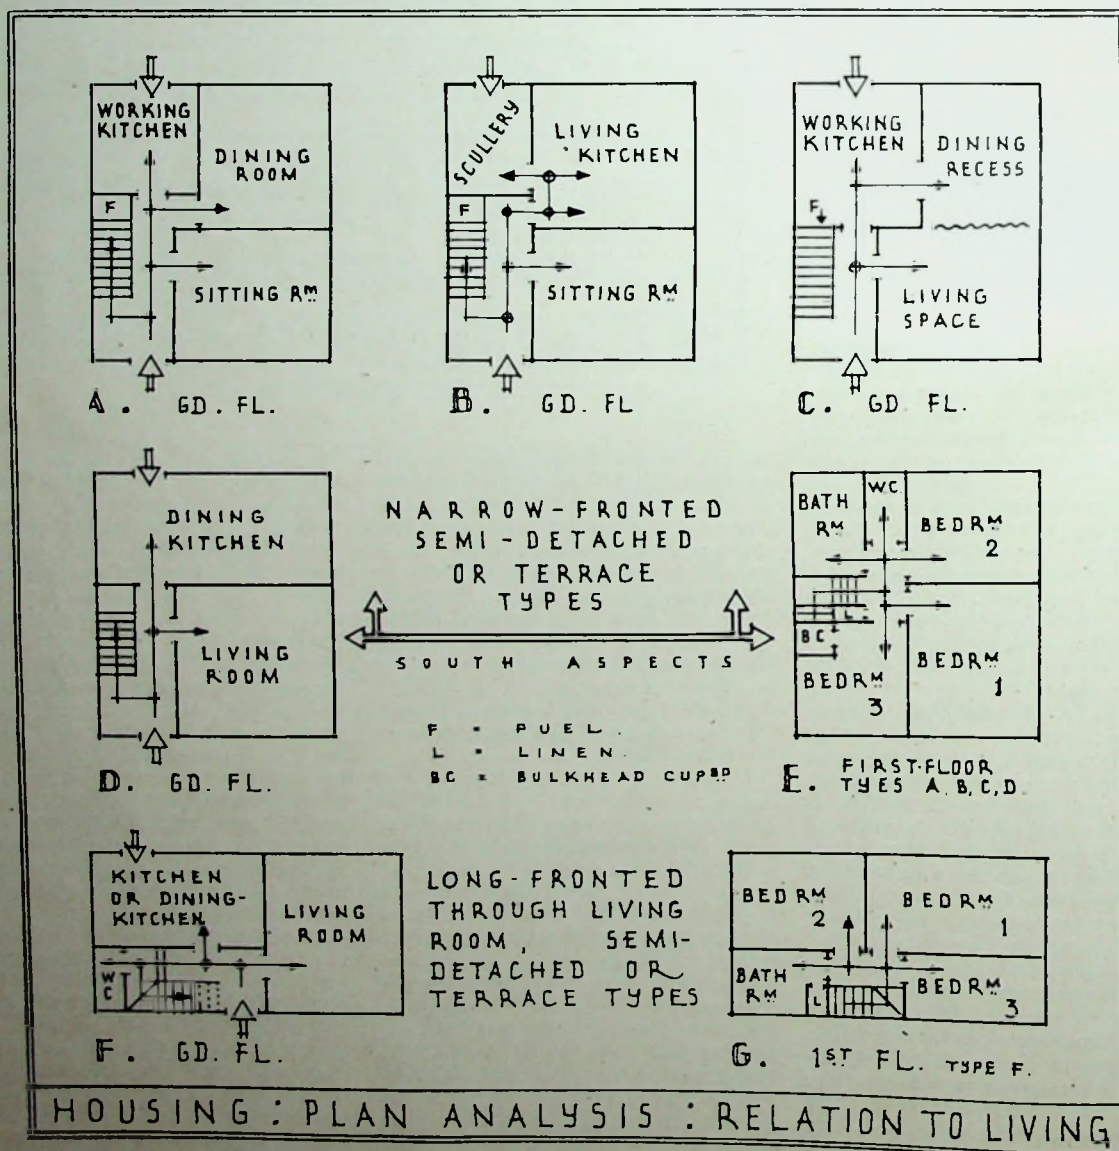 WORKING
KITCHEN
DINING
ROOM
F
SITTING RM
A. GD. FL.
SCULLERY
LIVING
KITCHEN
F
SITTING RM
B. GD. FL
WORKING
KITCHEN
DINING
RECESS
F
LIVING
SPACE
C. GD. FL.
DINING
KITCHEN
LIVING
ROOM
D. GD. FL.
NARROW-FRONTED
SEMI-DETACHED
OR TERRACE
TYPES
SOUTH ASPECTS
F = FUEL.
L = LINEN.
BC = BULKHEAD CUPBD
BATH
RM
W.C.
BEDRM
2
L
BC
BEDRM
3
BEDRM
1
E. FIRST-FLOOR
TYES A, B, C, D.
KITCHEN
OR DINING-
KITCHEN
LIVING
ROOM
WC
F. GD. FL.
LONG-FRONTED
THROUGH LIVING
ROOM, SEMI-
DETACHED OR
TERRACE TYPES
BED RM
2
BEDRM
1
BATH
RM
L
BEDRM
3
G. 1ST FL. TYPE F.
HOUSING : PLAN ANALYSIS : RELATION TO LIVING